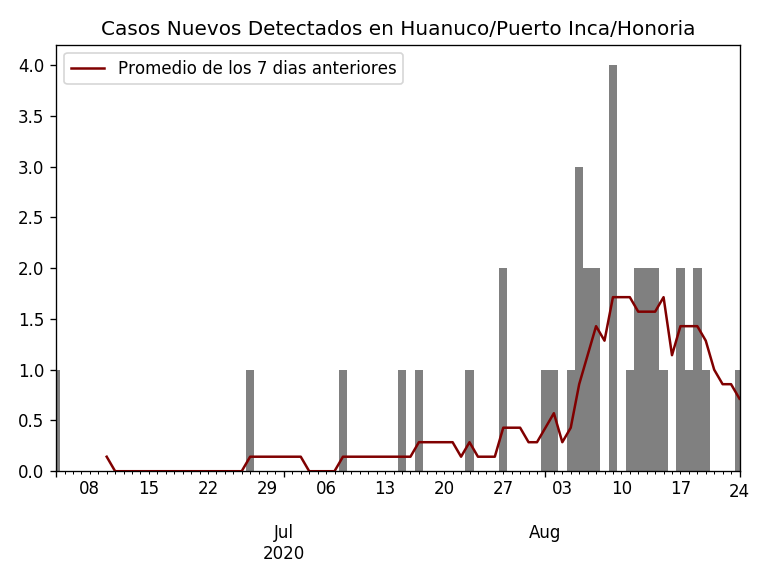 Casos Nuevos Detectados en Huanuco/Puerto Inca/Honoria
Promedio de los 7 dias anteriores
4.0
3.5
3.0
2.5
2.0
1.5
1.0
0.5
0.0
08 15 22 29 06 13 20 27 03 10 17 24
Jul Aug
2020